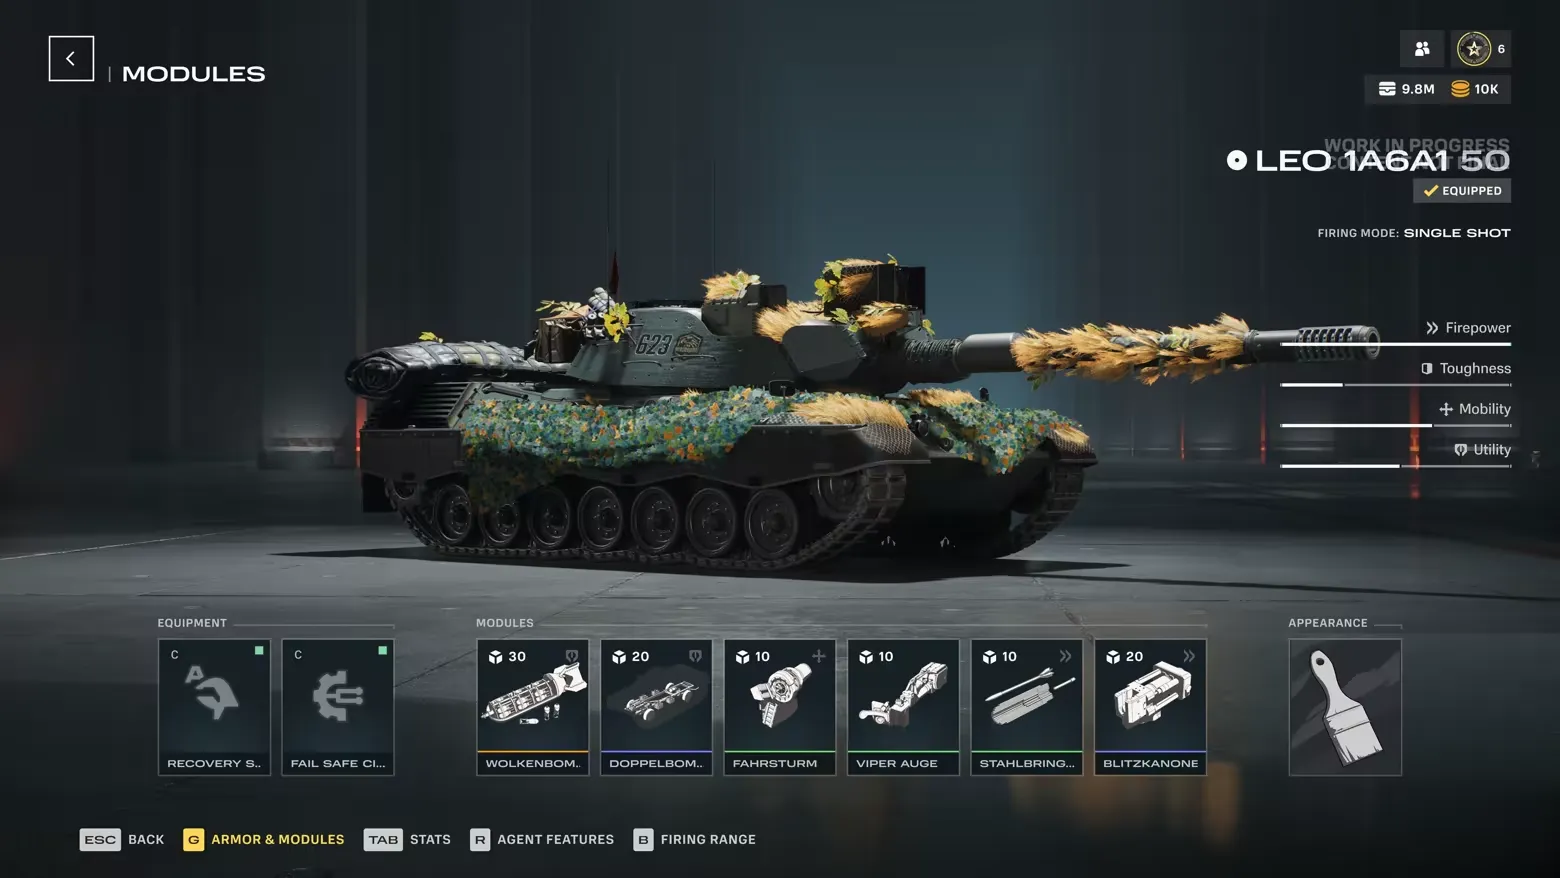 MODULES
6
9.8M
10K
WORK IN PROGRESS
LEO 1A6A1 50
EQUIPPED
FIRING MODE: SINGLE SHOT
Firepower
Toughness
Mobility
Utility
623
EQUIPMENT
C
RECOVERY S..
C
FAIL SAFE CI...
MODULES
30
WOLKENBOM..
20
DOPPELBOM..
10
FAHRSTURM
10
VIPER AUGE
10
STAHLBRING...
20
BLITZKANONE
APPEARANCE
ESC BACK
G ARMOR & MODULES
TAB STATS
R AGENT FEATURES
B FIRING RANGE